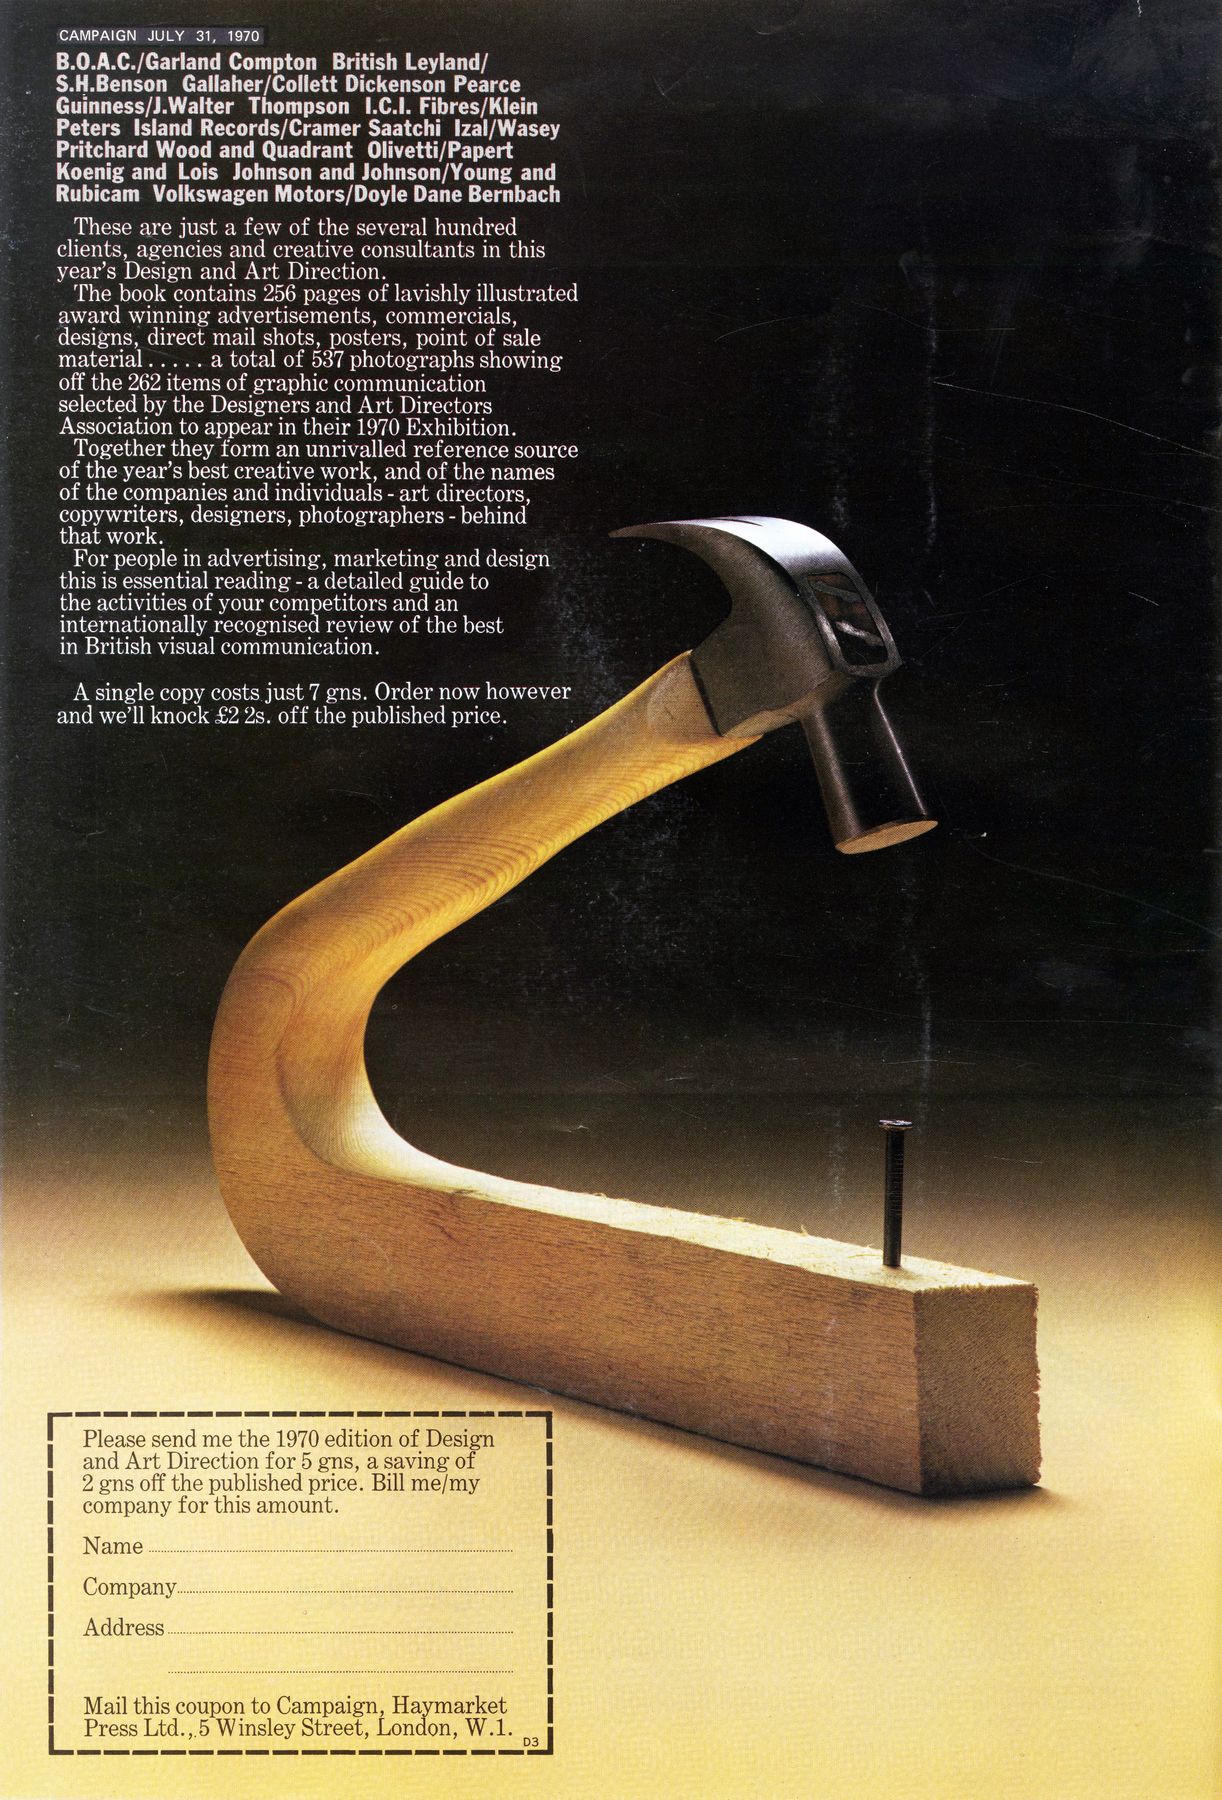 CAMPAIGN JULY 31, 1970
B.O.A.C./Garland Compton British Leyland/
S.H.Benson Gallaher/Collett Dickenson Pearce
Guinness/J.Walter Thompson I.C.I. Fibres/Klein
Peters Island Records/Cramer Saatchi Izal/Wasey
Pritchard Wood and Quadrant Olivetti/Papert
Koenig and Lois Johnson and Johnson/Young and
Rubicam Volkswagen Motors/Doyle Dane Bernbach
These are just a few of the several hundred
clients, agencies and creative consultants in this
year's Design and Art Direction.
The book contains 256 pages of lavishly illustrated
award winning advertisements, commercials,
designs, direct mail shots, posters, point of sale
material ..... a total of 537 photographs showing
off the 262 items of graphic communication
selected by the Designers and Art Directors
Association to appear in their 1970 Exhibition.
Together they form an unrivalled reference source
of the year's best creative work, and of the names
of the companies and individuals - art directors,
copywriters, designers, photographers - behind
that work.
For people in advertising, marketing and design
this is essential reading - a detailed guide to
the activities of your competitors and an
internationally recognised review of the best
in British visual communication.
A single copy costs just 7 gns. Order now however
and we'll knock £2 2s. off the published price.
Please send me the 1970 edition of Design
and Art Direction for 5 gns, a saving of
2 gns off the published price. Bill me/my
company for this amount.
Name
Company
Address
Mail this coupon to Campaign, Haymarket
Press Ltd., 5 Winsley Street, London, W.1.
D3